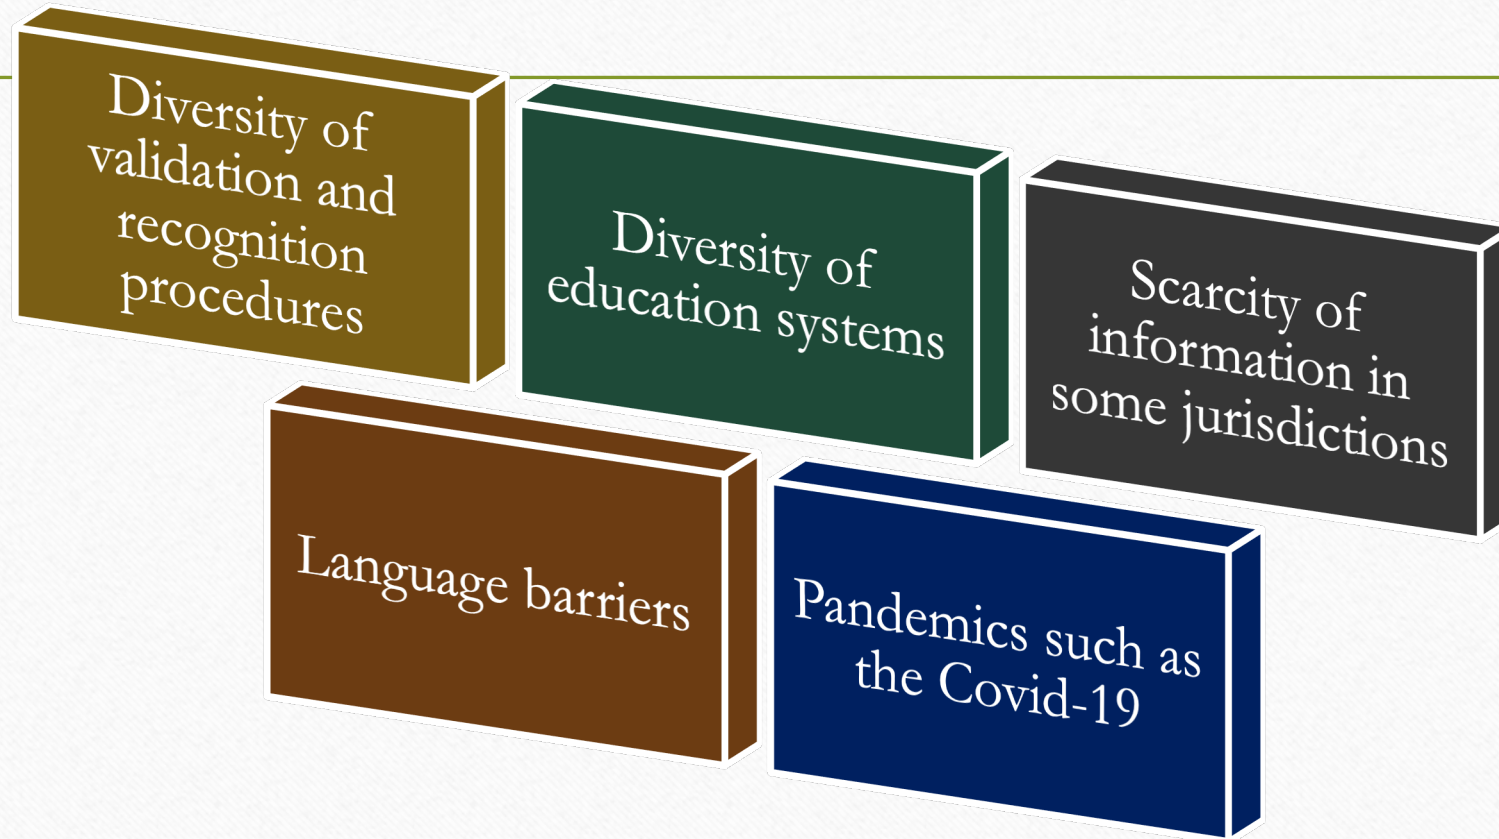 Diversity of
validation and
recognition
procedures
Diversity of
education systems
Scarcity of
information in
some jurisdictions
Language barriers
Pandemics such as
the Covid-19